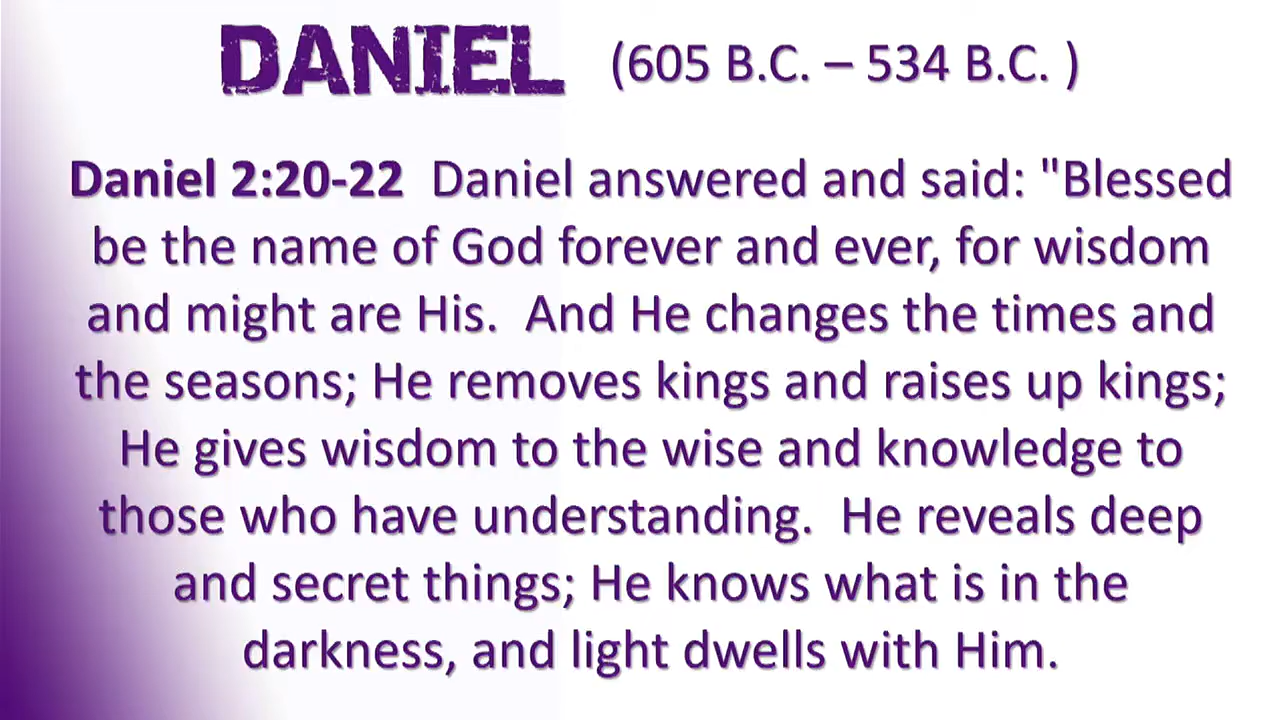 DANIEL (605 B.C. – 534 B.C. )
Daniel 2:20-22  Daniel answered and said: "Blessed
be the name of God forever and ever, for wisdom
and might are His.  And He changes the times and
the seasons; He removes kings and raises up kings;
He gives wisdom to the wise and knowledge to
those who have understanding.  He reveals deep
and secret things; He knows what is in the
darkness, and light dwells with Him.